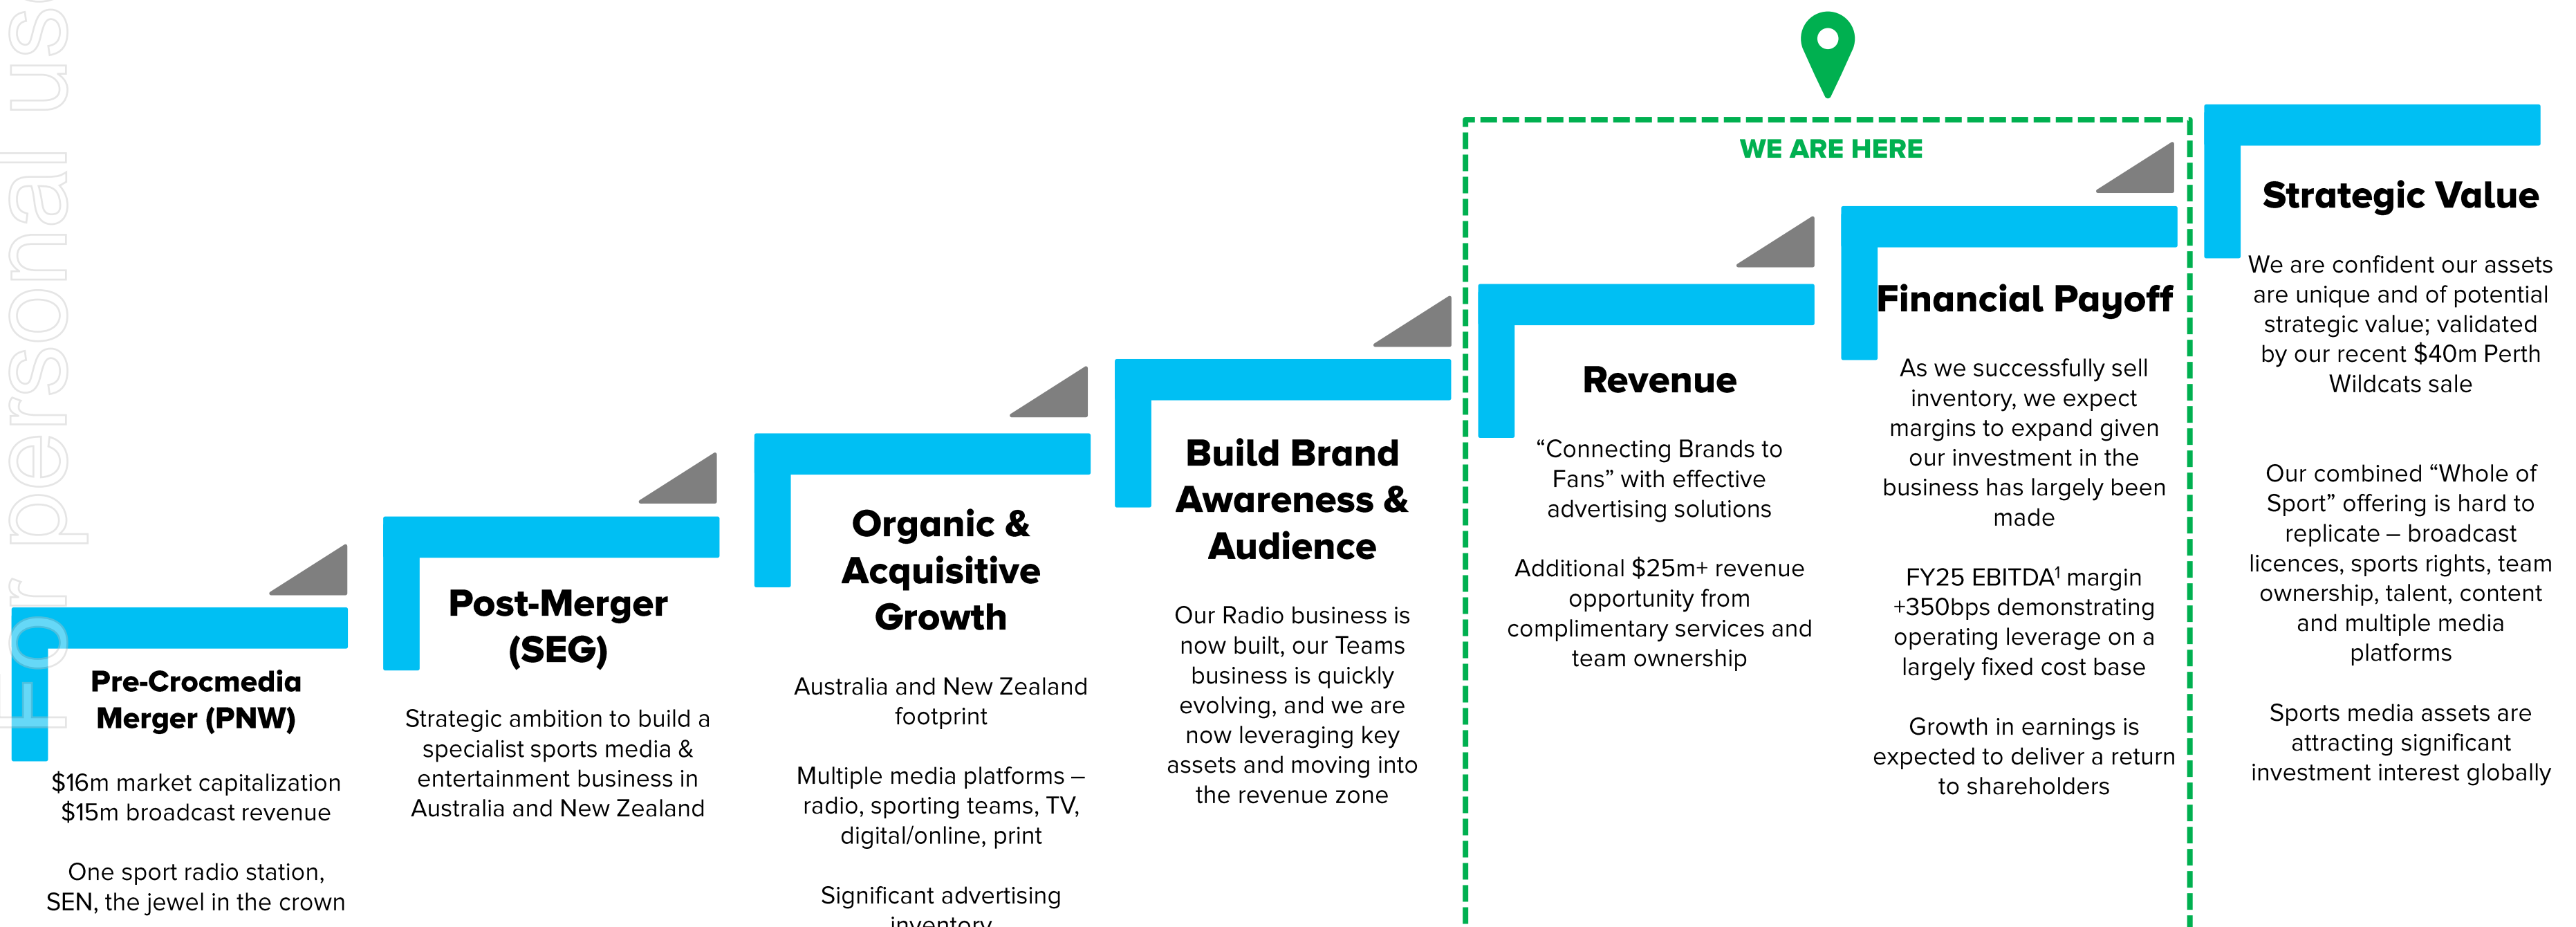 For personal use
WE ARE HERE
Pre-Crocmedia
Merger (PNW)
$16m market capitalization
$15m broadcast revenue
One sport radio station,
SEN, the jewel in the crown
Post-Merger
(SEG)
Strategic ambition to build a
specialist sports media &
entertainment business in
Australia and New Zealand
Organic &
Acquisitive
Growth
Australia and New Zealand
footprint
Multiple media platforms –
radio, sporting teams, TV,
digital/online, print
Significant advertising
inventory
Build Brand
Awareness &
Audience
Our Radio business is
now built, our Teams
business is quickly
evolving, and we are
now leveraging key
assets and moving into
the revenue zone
Revenue
“Connecting Brands to
Fans” with effective
advertising solutions
Additional $25m+ revenue
opportunity from
complimentary services and
team ownership
Financial Payoff
As we successfully sell
inventory, we expect
margins to expand given
our investment in the
business has largely been
made
FY25 EBITDA¹ margin
+350bps demonstrating
operating leverage on a
largely fixed cost base
Growth in earnings is
expected to deliver a return
to shareholders
Strategic Value
We are confident our assets
are unique and of potential
strategic value; validated
by our recent $40m Perth
Wildcats sale
Our combined “Whole of
Sport” offering is hard to
replicate – broadcast
licences, sports rights, team
ownership, talent, content
and multiple media
platforms
Sports media assets are
attracting significant
investment interest globally